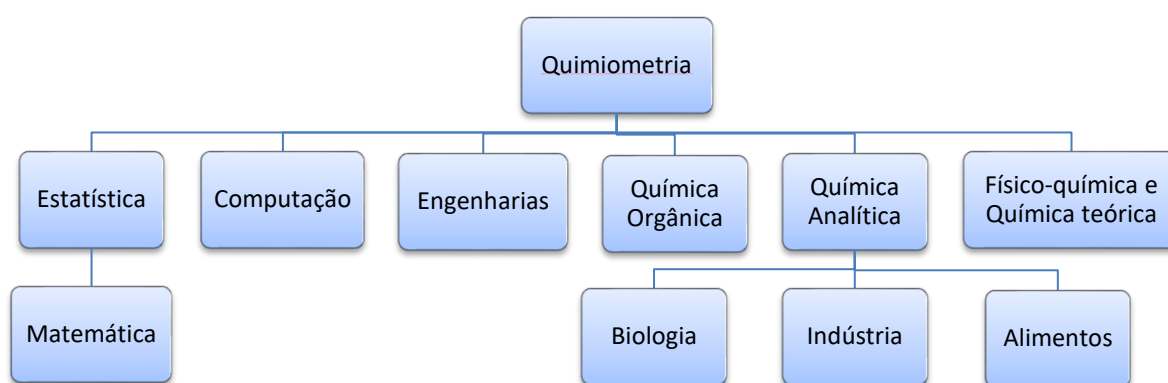 Quimiometria
Estatística
Computação
Engenharias
Química
Orgânica
Química
Analítica
Físico-química e
Química teórica
Matemática
Biologia
Indústria
Alimentos